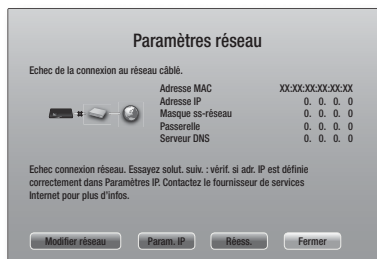 Paramètres réseau
Echec de la connexion au réseau câblé.
Adresse MAC XX:XX:XX:XX:XX:XX
Adresse IP 0. 0. 0. 0
Masque ss-réseau 0. 0. 0. 0
Passerelle 0. 0. 0. 0
Serveur DNS 0. 0. 0. 0
Echec connexion réseau. Essayez solut. suiv. : vérif. si adr. IP est définie
correctement dans Paramètres IP. Contactez le fournisseur de services
Internet pour plus d'infos.
Modifier réseau Param. IP Réess. Fermer